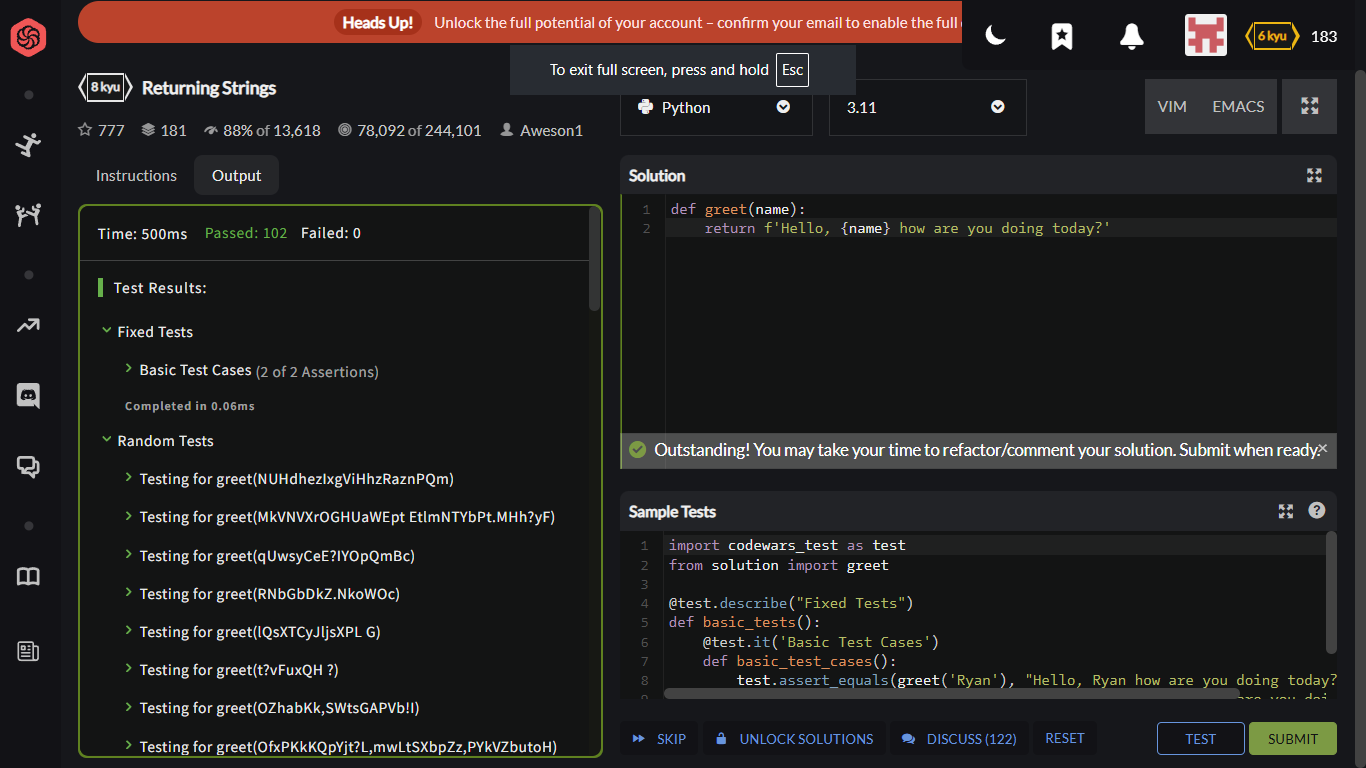 Heads Up! Unlock the full potential of your account – confirm your email to enable the full
6 kyu 183
To exit full screen, press and hold Esc
8 kyu Returning Strings
777 181 88% of 13,618 78,092 of 244,101 Aweson1
Python 3.11 VIM EMACS
Instructions Output
Time: 500ms Passed: 102 Failed: 0
Test Results:
Fixed Tests
Basic Test Cases (2 of 2 Assertions)
Completed in 0.06ms
Random Tests
Testing for greet(NUHdhezIxgViHhzRaznPQm)
Testing for greet(MkVNVXrOGHUaWEpt EtlmNTYbPt.MHh?yF)
Testing for greet(qUwsyCeE?IYOpQmBc)
Testing for greet(RNbGbDkZ.NkoWOc)
Testing for greet(lQsXTCyJljsXPL G)
Testing for greet(t?vFuxQH ?)
Testing for greet(OZhabKk,SWtsGAPVb!I)
Testing for greet(OfxPKkKQpYjt?L,mwLtSXbpZz,PYkVZbutoH)
Solution
1 def greet(name):
2 return f'Hello, {name} how are you doing today?'
Outstanding! You may take your time to refactor/comment your solution. Submit when ready.
Sample Tests
1 import codewars_test as test
2 from solution import greet
3
4 @test.describe("Fixed Tests")
5 def basic_tests():
6 @test.it('Basic Test Cases')
7 def basic_test_cases():
8 test.assert_equals(greet('Ryan'), "Hello, Ryan how are you doing today?
SKIP UNLOCK SOLUTIONS DISCUSS (122) RESET TEST SUBMIT